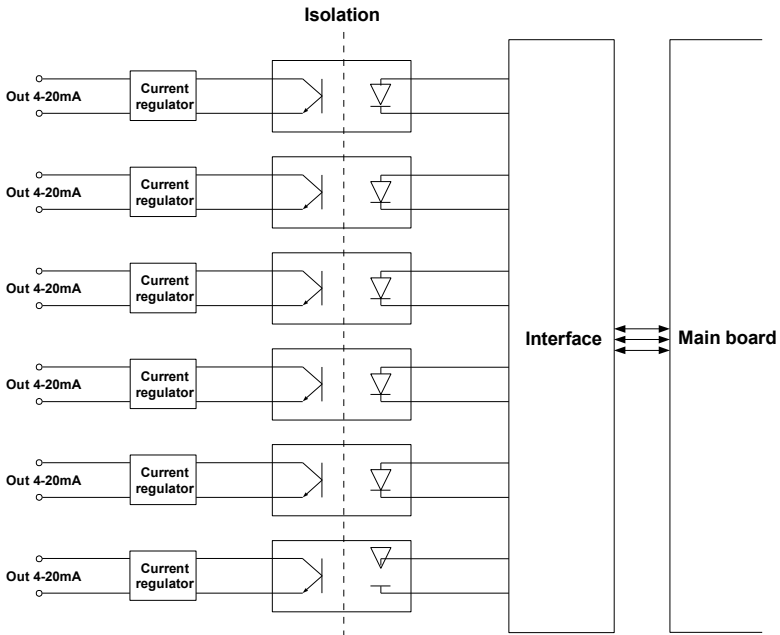 Isolation
Out 4-20mA
Current
regulator
Out 4-20mA
Current
regulator
Out 4-20mA
Current
regulator
Interface
Main board
Out 4-20mA
Current
regulator
Out 4-20mA
Current
regulator
Out 4-20mA
Current
regulator